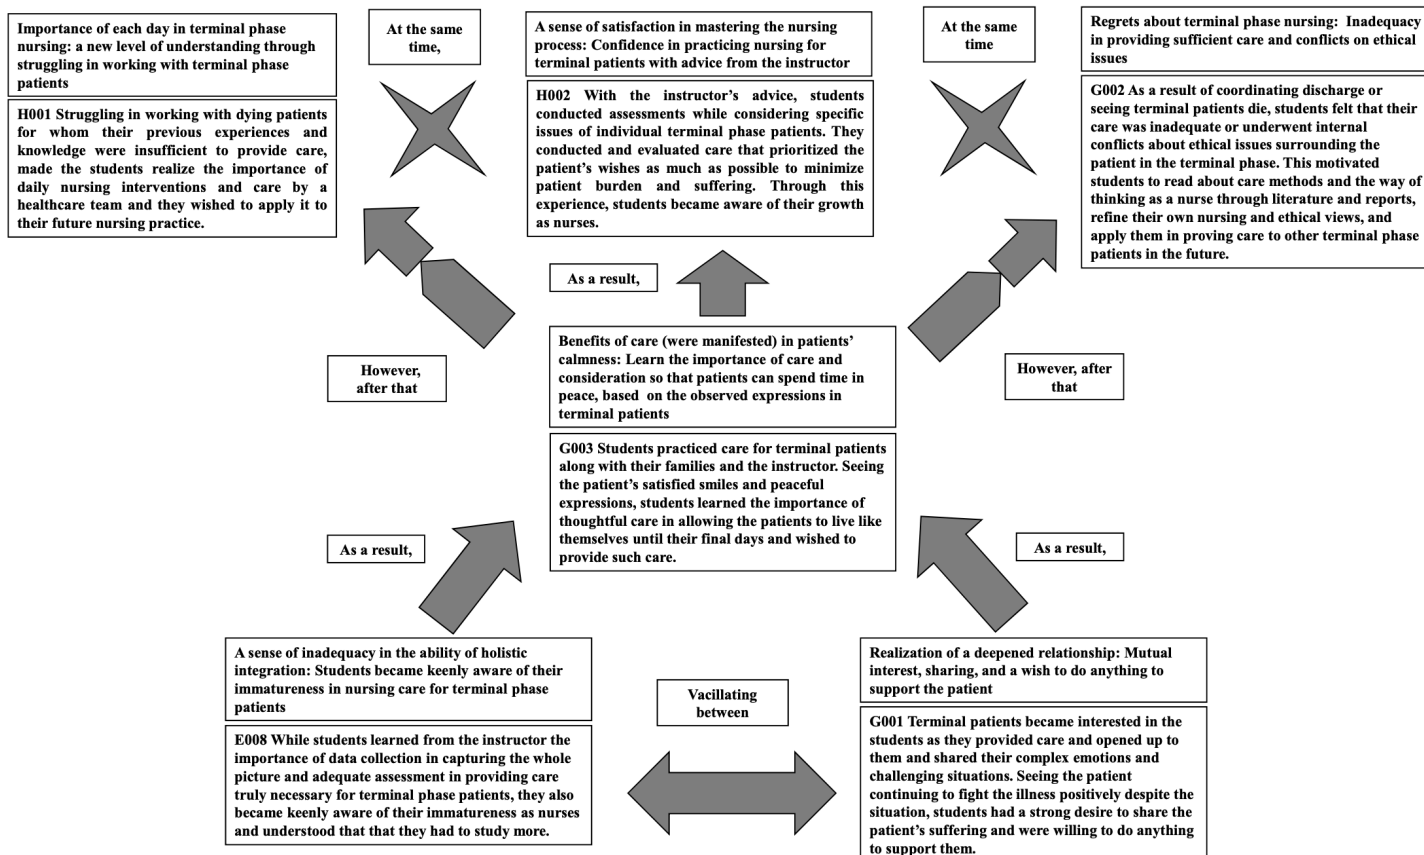 Importance of each day in terminal phase
nursing: a new level of understanding through
struggling in working with terminal phase
patients
H001 Struggling in working with dying patients
for whom their previous experiences and
knowledge were insufficient to provide care,
made the students realize the importance of
daily nursing interventions and care by a
healthcare team and they wished to apply it to
their future nursing practice.
At the same
time,
A sense of satisfaction in mastering the nursing
process: Confidence in practicing nursing for
terminal patients with advice from the instructor
H002 With the instructor's advice, students
conducted assessments while considering specific
issues of individual terminal phase patients. They
conducted and evaluated care that prioritized the
patient's wishes as much as possible to minimize
patient burden and suffering. Through this
experience, students became aware of their growth
as nurses.
At the same
time
Regrets about terminal phase nursing: Inadequacy
in providing sufficient care and conflicts on ethical
issues
G002 As a result of coordinating discharge or
seeing terminal patients die, students felt that their
care was inadequate or underwent internal
conflicts about ethical issues surrounding the
patient in the terminal phase. This motivated
students to read about care methods and the way of
thinking as a nurse through literature and reports,
refine their own nursing and ethical views, and
apply them in proving care to other terminal phase
patients in the future.
As a result,
However,
after that
Benefits of care (were manifested) in patients'
calmness: Learn the importance of care and
consideration so that patients can spend time in
peace, based on the observed expressions in
terminal patients
G003 Students practiced care for terminal patients
along with their families and the instructor. Seeing
the patient's satisfied smiles and peaceful
expressions, students learned the importance of
thoughtful care in allowing the patients to live like
themselves until their final days and wished to
provide such care.
However, after
that
As a result,
As a result,
A sense of inadequacy in the ability of holistic
integration: Students became keenly aware of their
immatureness in nursing care for terminal phase
patients
E008 While students learned from the instructor the
importance of data collection in capturing the whole
picture and adequate assessment in providing care
truly necessary for terminal phase patients, they also
became keenly aware of their immatureness as nurses
and understood that that they had to study more.
Vacillating
between
Realization of a deepened relationship: Mutual
interest, sharing, and a wish to do anything to
support the patient
G001 Terminal patients became interested in the
students as they provided care and opened up to
them and shared their complex emotions and
challenging situations. Seeing the patient
continuing to fight the illness positively despite the
situation, students had a strong desire to share the
patient's suffering and were willing to do anything
to support them.